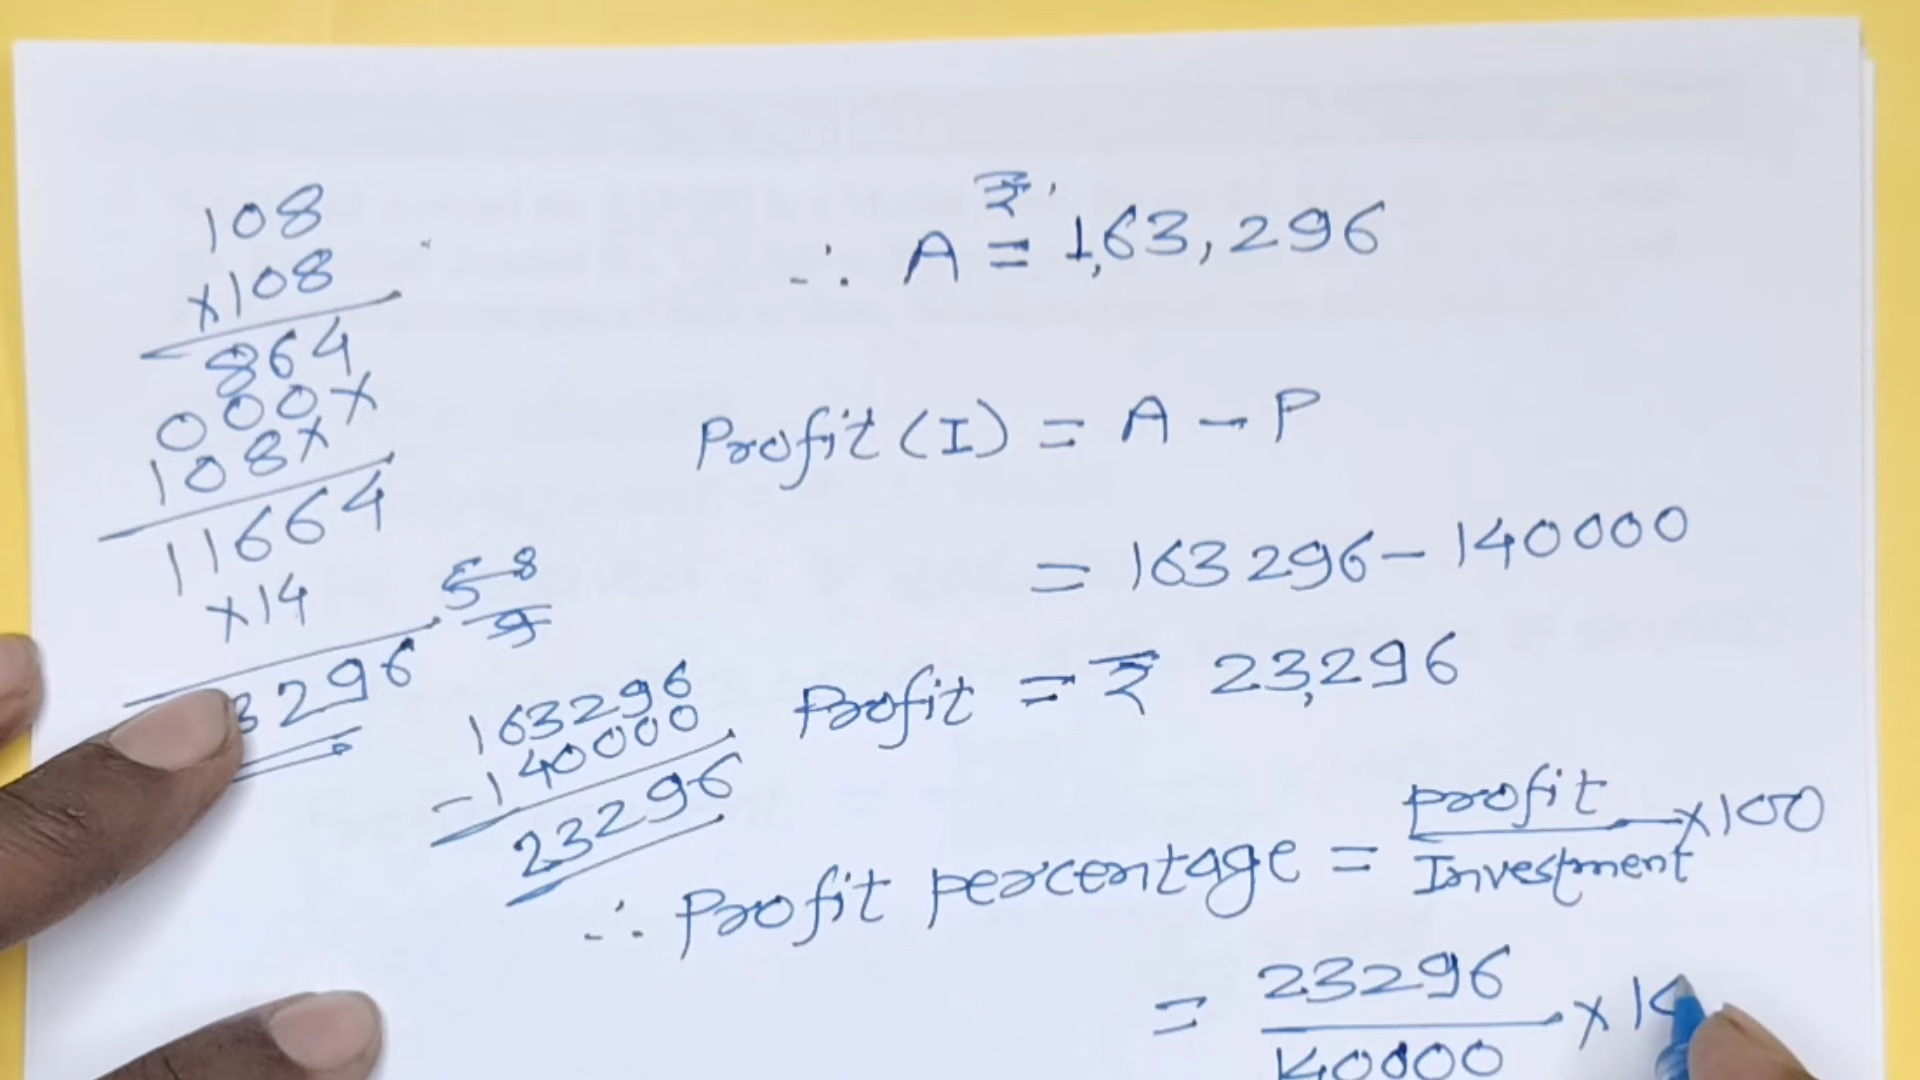 108
×108
864
000×
108××
11664
×14
3296
5 8
9
163296
-140000
23296
∴ A = ₹ 1,63,296
Profit (I) = A - P
= 163296 - 140000
Profit = ₹ 23,296
∴ Profit percentage = profit/Investment × 100
= 23296/140000 × 1